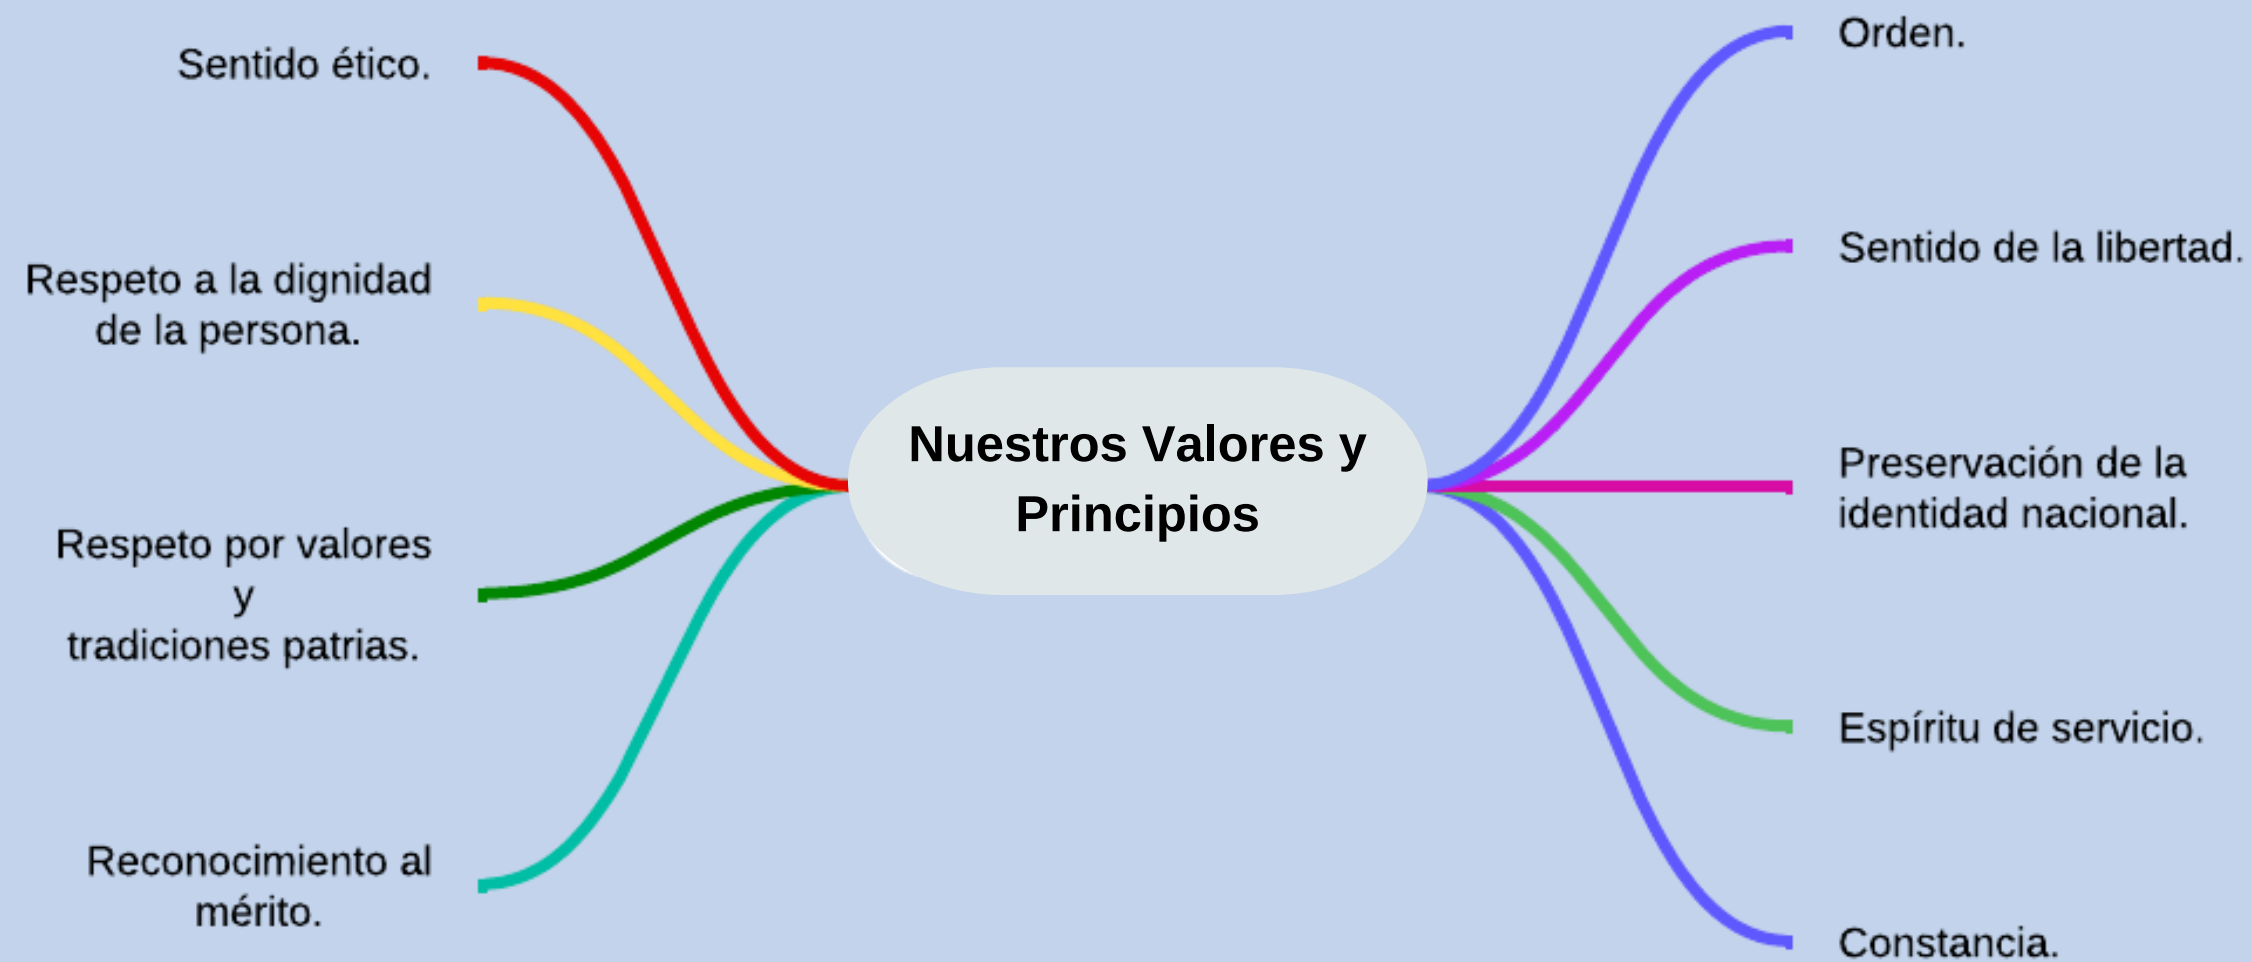 Sentido ético.
Respeto a la dignidad
de la persona.
Respeto por valores
y
tradiciones patrias.
Reconocimiento al
mérito.
Nuestros Valores y
Principios
Orden.
Sentido de la libertad.
Preservación de la
identidad nacional.
Espíritu de servicio.
Constancia.